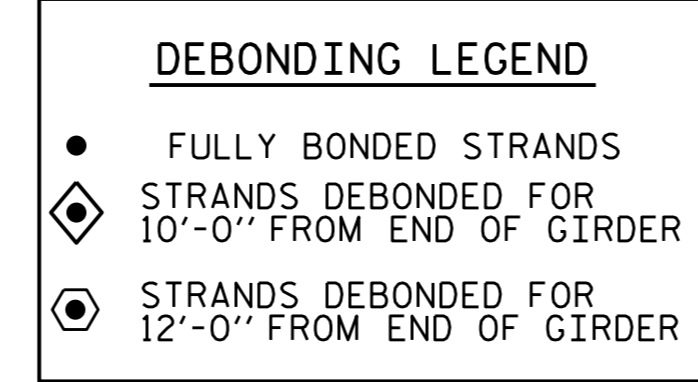 DEBONDING LEGEND
FULLY BONDED STRANDS
STRANDS DEBONDED FOR
10'-0'' FROM END OF GIRDER
STRANDS DEBONDED FOR
12'-0'' FROM END OF GIRDER